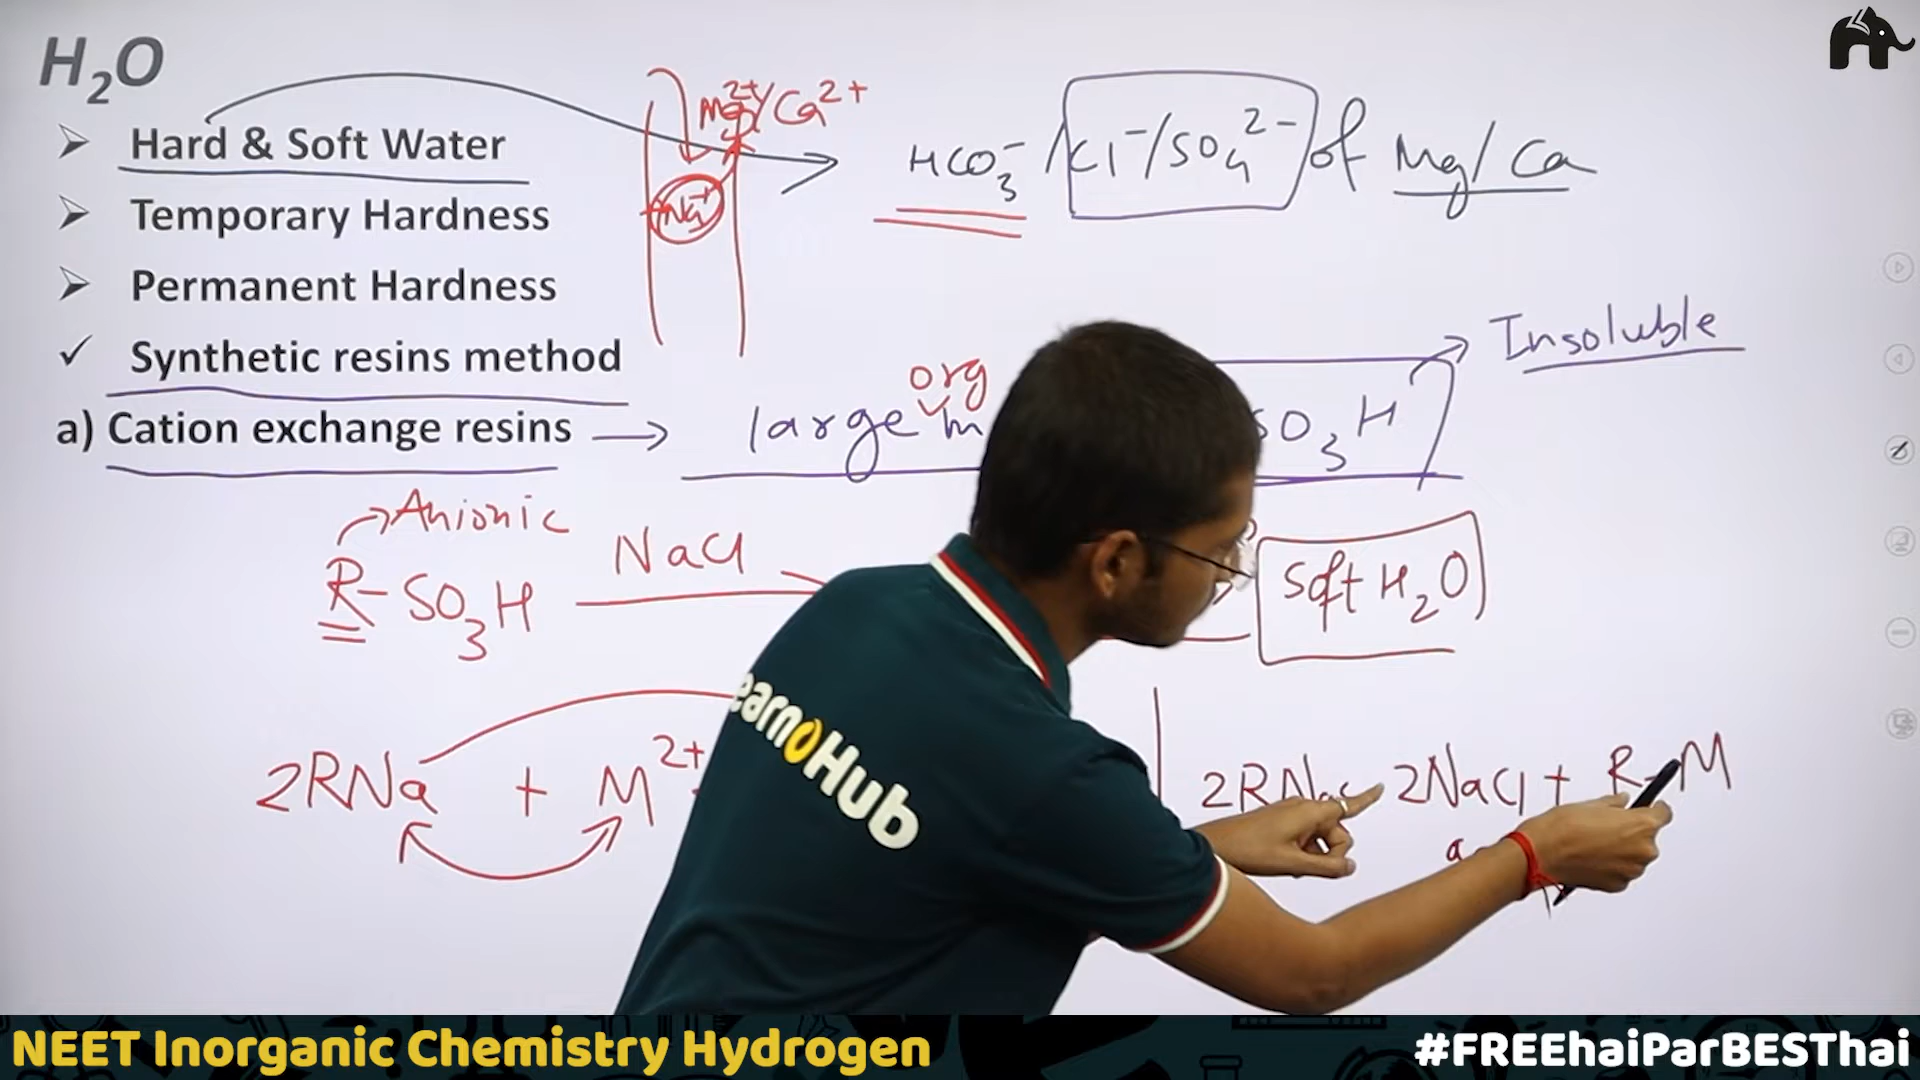 H₂O
Mg²⁺/Ca²⁺
Hard & Soft Water
HCO₃⁻ / Cl⁻/SO₄²⁻ of Mg/Ca
Na⁺
Temporary Hardness
Permanent Hardness
Insoluble
Synthetic resins method
org
a) Cation exchange resins → large m SO₃H
Anionic
NaCl
R-SO₃H
Soft H₂O
earnoHub
2RNa + M²⁺
2RNa 2NaCl + R-M
a
NEET Inorganic Chemistry Hydrogen
#FREEhaiParBESThai